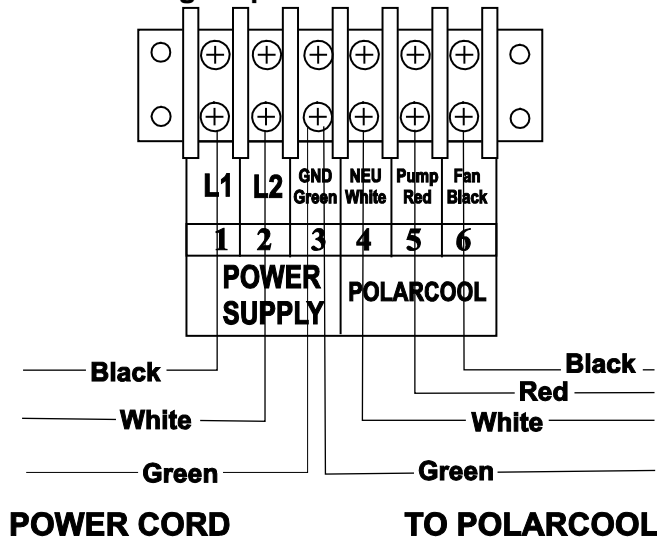 L1 L2 GND Green NEU White Pump Red Fan Black
1 2 3 4 5 6
POWER SUPPLY POLARCOOL
Black Black
Red
White White
Green Green
POWER CORD TO POLARCOOL